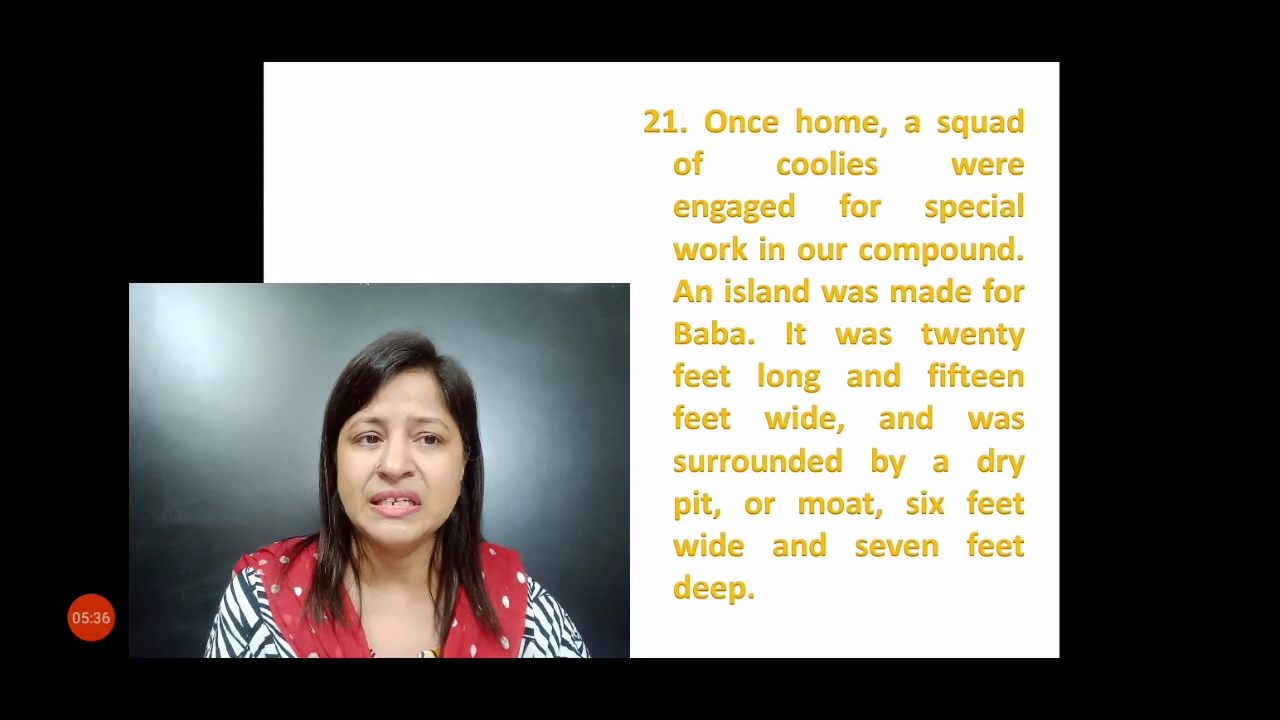 21. Once home, a squad
of coolies were
engaged for special
work in our compound.
An island was made for
Baba. It was twenty
feet long and fifteen
feet wide, and was
surrounded by a dry
pit, or moat, six feet
wide and seven feet
deep.
05:36